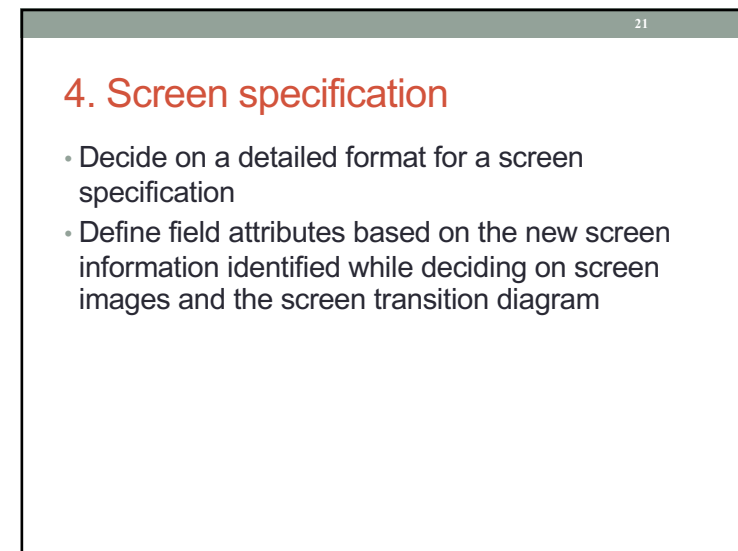 21
4. Screen specification
• Decide on a detailed format for a screen
specification
• Define field attributes based on the new screen
information identified while deciding on screen
images and the screen transition diagram